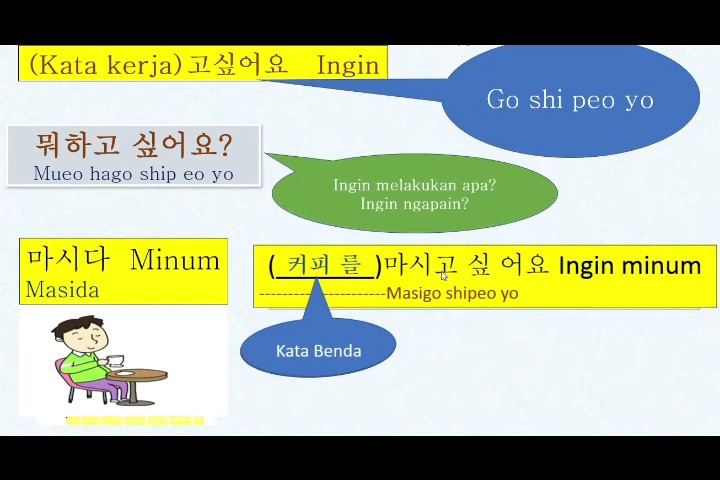 (Kata kerja)고싶어요 Ingin
Go shi peo yo
뭐하고 싶어요?
Mueo hago ship eo yo
Ingin melakukan apa?
Ingin ngapain?
마시다 Minum
Masida
(커피 를)마시고 싶 어요 Ingin minum
----------------------Masigo shipeo yo
Kata Benda